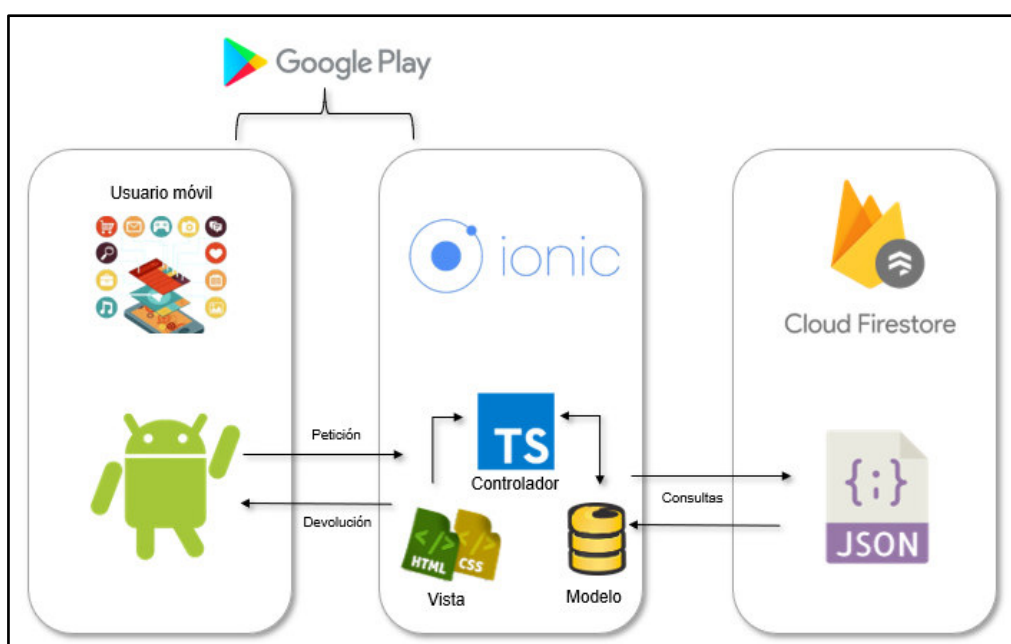 Google Play
Usuario móvil
ionic
Cloud Firestore
Petición
TS
Controlador
Consultas
{;}
Devolución
</> </>
HTML CSS
JSON
Vista
Modelo